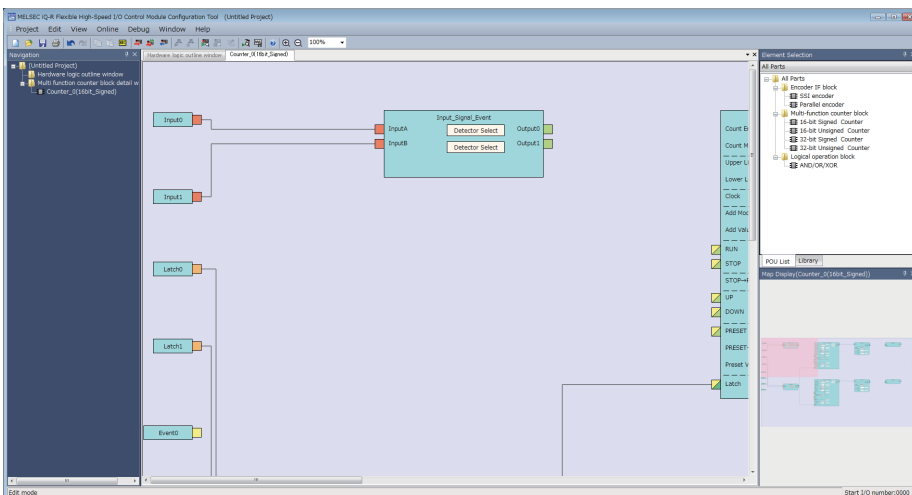 MELSEC iQ-R Flexible High-Speed I/O Control Module Configuration Tool (Untitled Project)
Project Edit View Online Debug Window Help
100%
Navigation
Hardware logic outline window
Counter_0(16bit_Signed)
Element Selection
(Untitled Project)
Hardware logic outline window
Multi function counter block detail w
Counter_0(16bit_Signed)
Input0
Input1
Latch0
Latch1
Event0
Input_Signal_Event
InputA
Detector Select
Output0
InputB
Detector Select
Output1
Count E
Count M
Upper L
Lower L
Clock
Add Mod
Add Valu
RUN
STOP
STOP→
UP
DOWN
PRESET
PRESET-
Preset V
Latch
All Parts
All Parts
Encoder IF block
SSI encoder
Parallel encoder
Multi-function counter block
16-bit Signed Counter
16-bit Unsigned Counter
32-bit Signed Counter
32-bit Unsigned Counter
Logical operation block
AND/OR/XOR
POU List Library
Map Display(Counter_0(16bit_Signed))
Edit mode
Start I/O number:0000